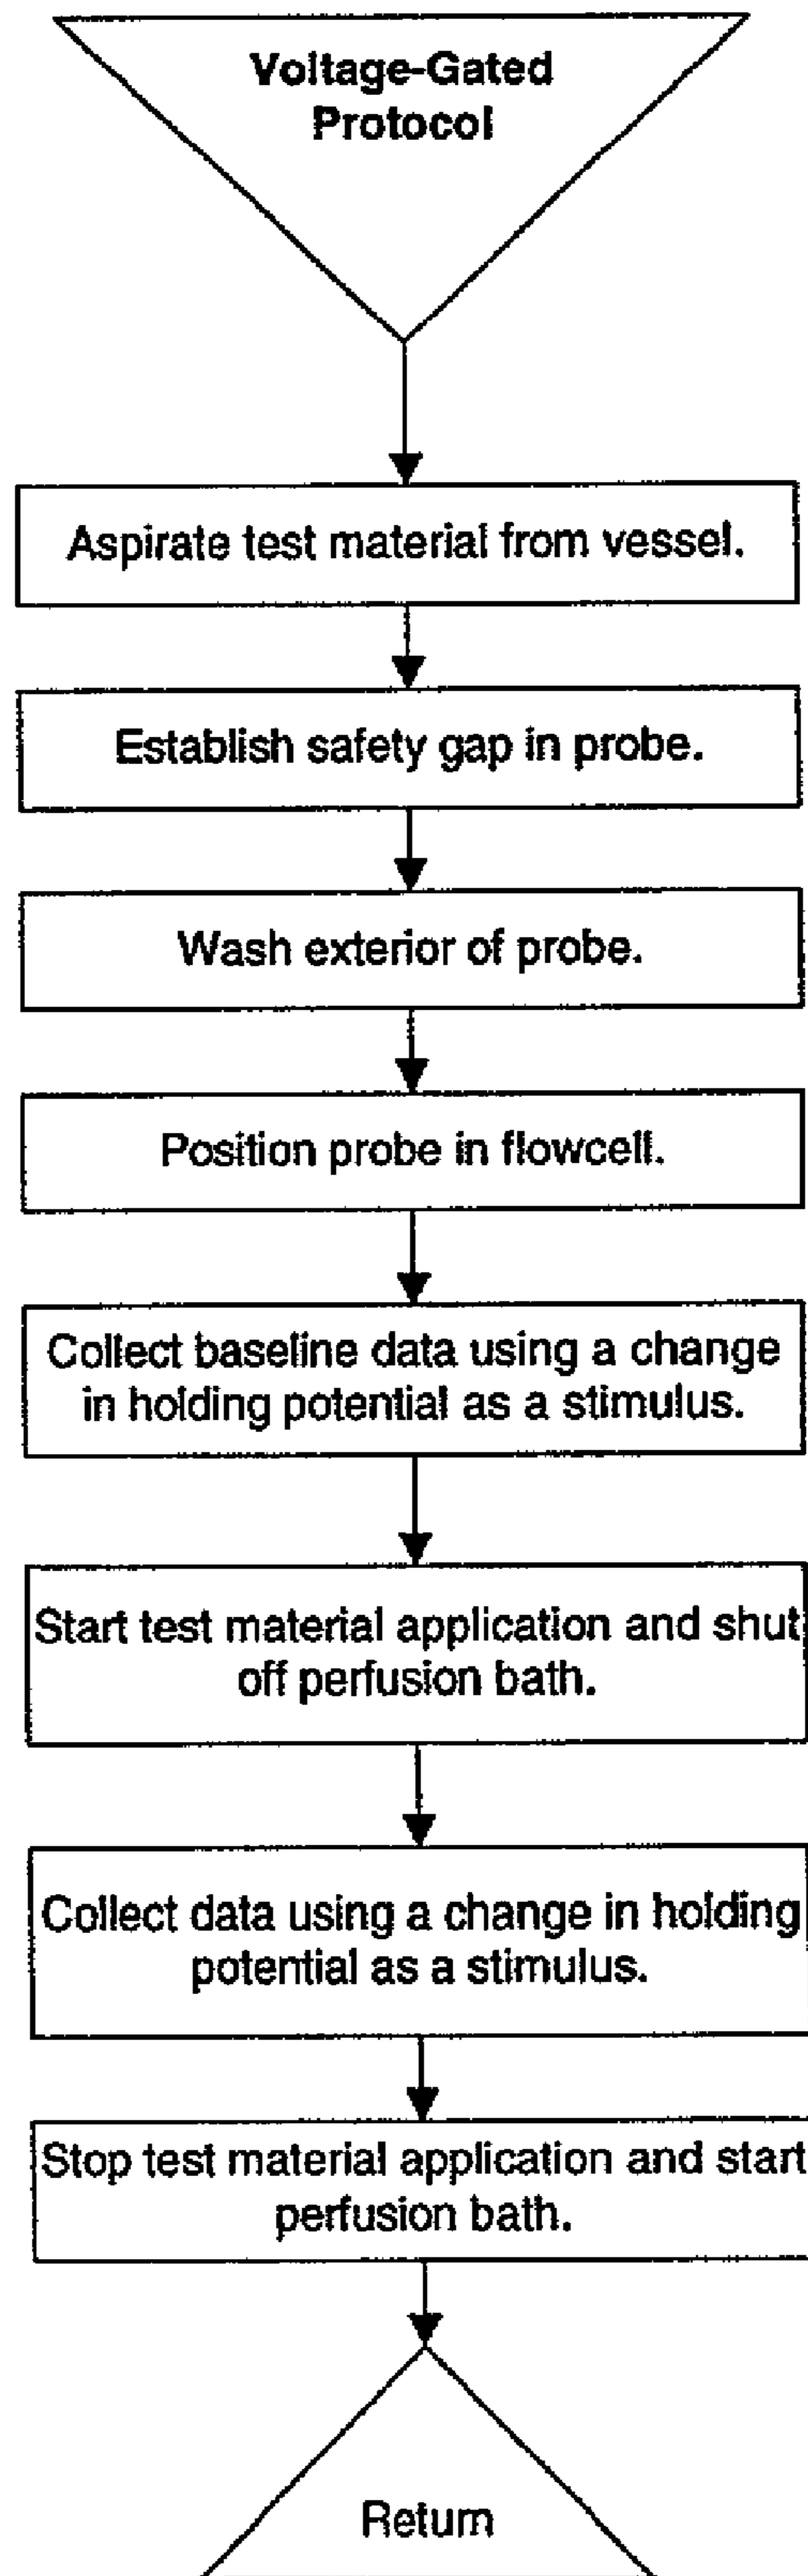 Voltage-Gated
Protocol
Aspirate test material from vessel.
Establish safety gap in probe.
Wash exterior of probe.
Position probe in flowcell.
Collect baseline data using a change
in holding potential as a stimulus.
Start test material application and shut
off perfusion bath.
Collect data using a change in holding
potential as a stimulus.
Stop test material application and start
perfusion bath.
Return